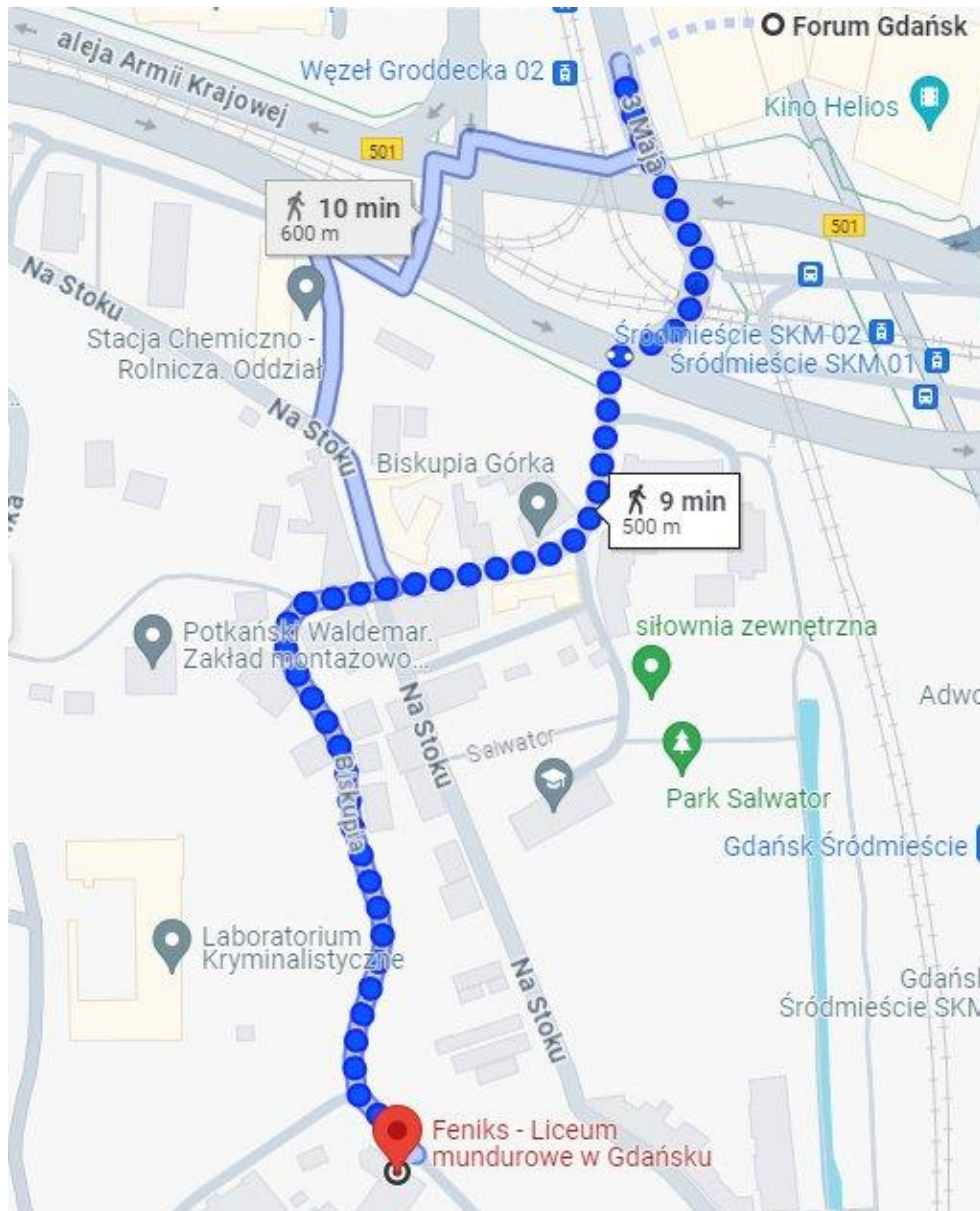 Forum Gdańsk
aleja Armii Krajowej
Węzeł Groddecka 02
Kino Helios
3 Maja
501
10 min
600 m
501
Na Stoku
Stacja Chemiczno -
Rolnicza. Oddział
Śródmieście SKM 02
Śródmieście SKM 01
Na Stoku
Biskupia Górka
9 min
500 m
siłownia zewnętrzna
Potkański Waldemar.
Zakład montażowo...
Na Stoku
Salwator
Adwo
Biskupia
Park Salwator
Gdańsk Śródmieście
Laboratorium
Kryminalistyczne
Na Stoku
Gdańsk
Śródmieście SKM
Feniks - Liceum
mundurowe w Gdańsku